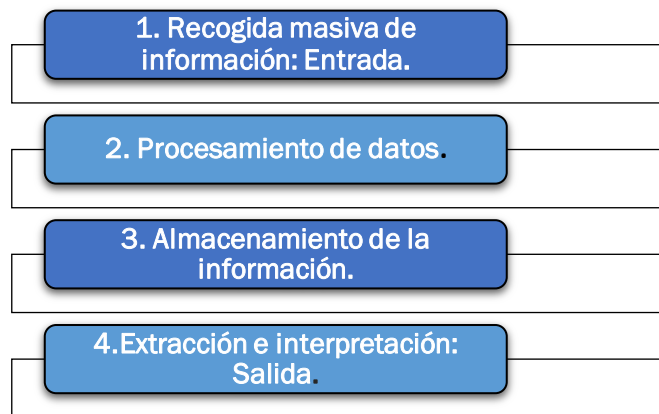 1. Recogida masiva de
información: Entrada.
2. Procesamiento de datos.
3. Almacenamiento de la
información.
4.Extracción e interpretación:
Salida.